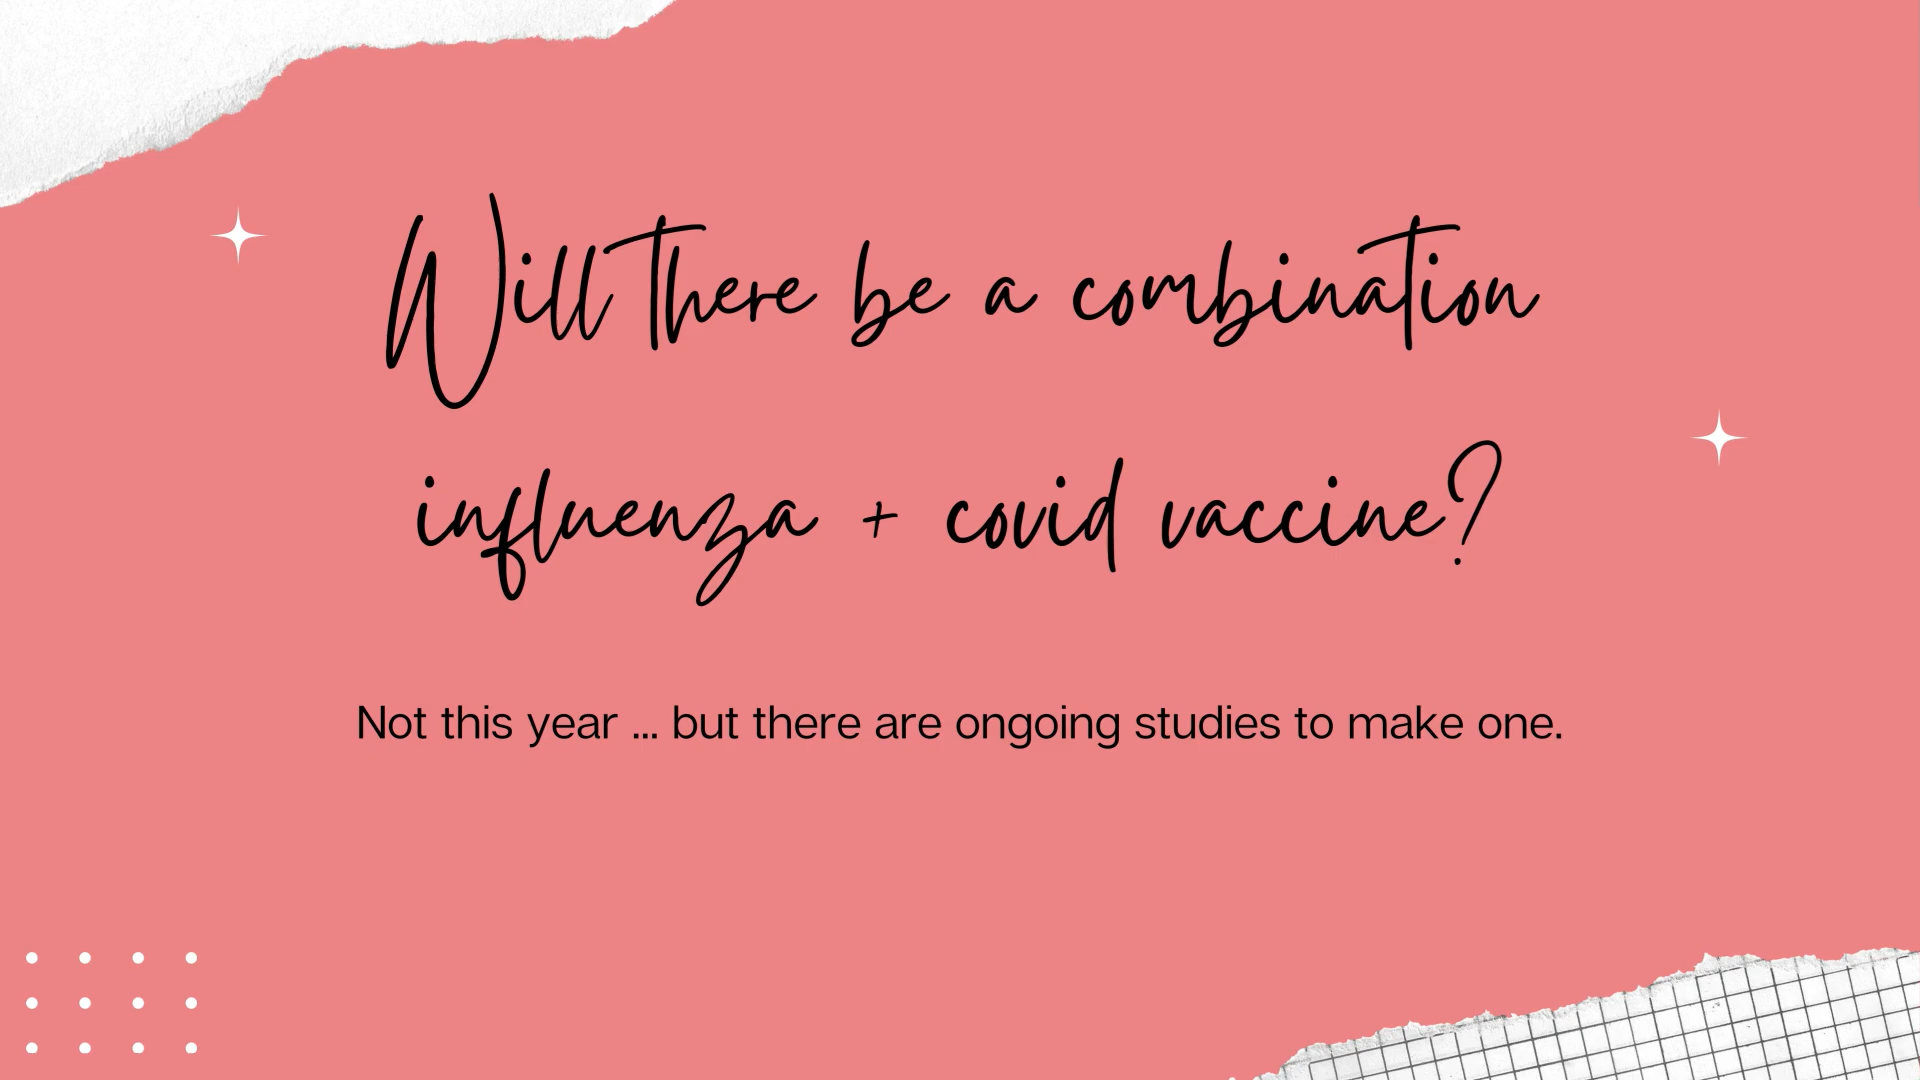 Will there be a combination
influenza + covid vaccine?
Not this year ... but there are ongoing studies to make one.